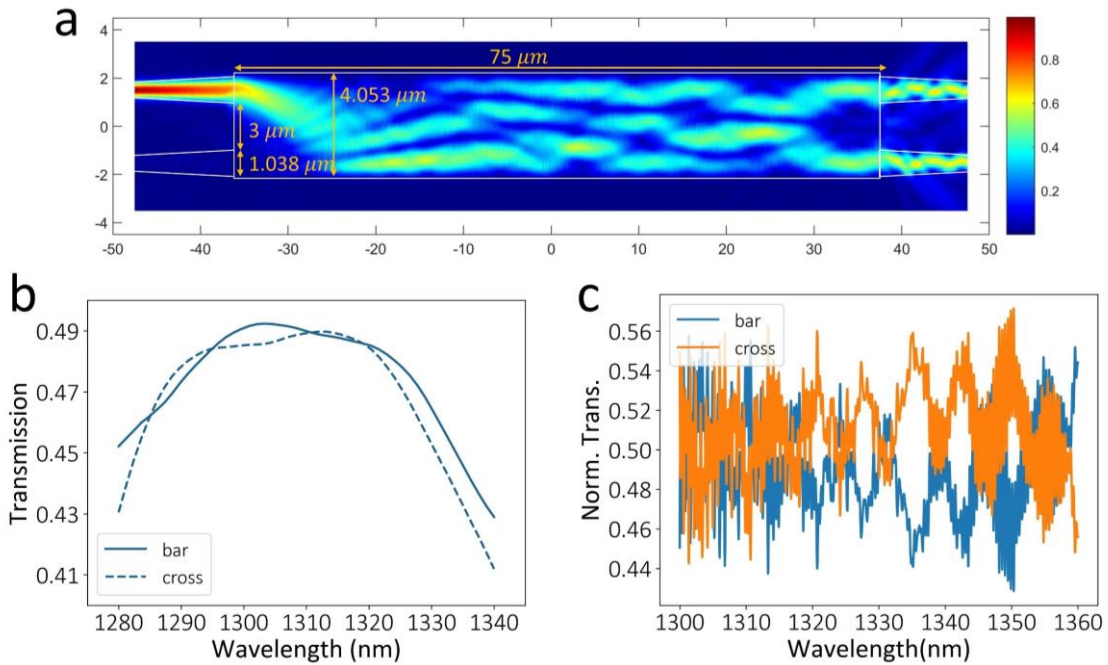 a
4
2
0
-2
-4
-50
-40
-30
-20
-10
0
10
20
30
40
50
75 μm
4.053 μm
3 μm
1.038 μm
0.8
0.6
0.4
0.2
b
Transmission
0.49
0.47
0.45
0.43
0.41
bar
cross
1280 1290 1300 1310 1320 1330 1340
Wavelength (nm)
c
Norm. Trans.
0.56
0.54
0.52
0.50
0.48
0.46
0.44
bar
cross
1300 1310 1320 1330 1340 1350 1360
Wavelength(nm)